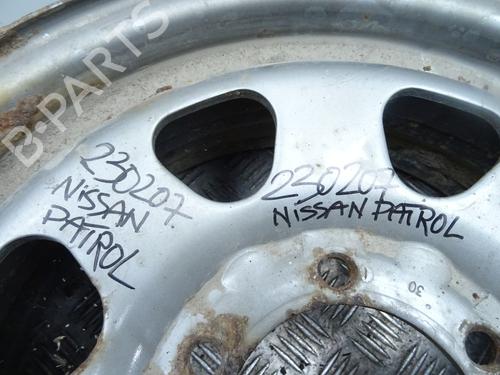 B-PARTS
230207
NISSAN
PATROL
230207
NISSAN PATROL
30